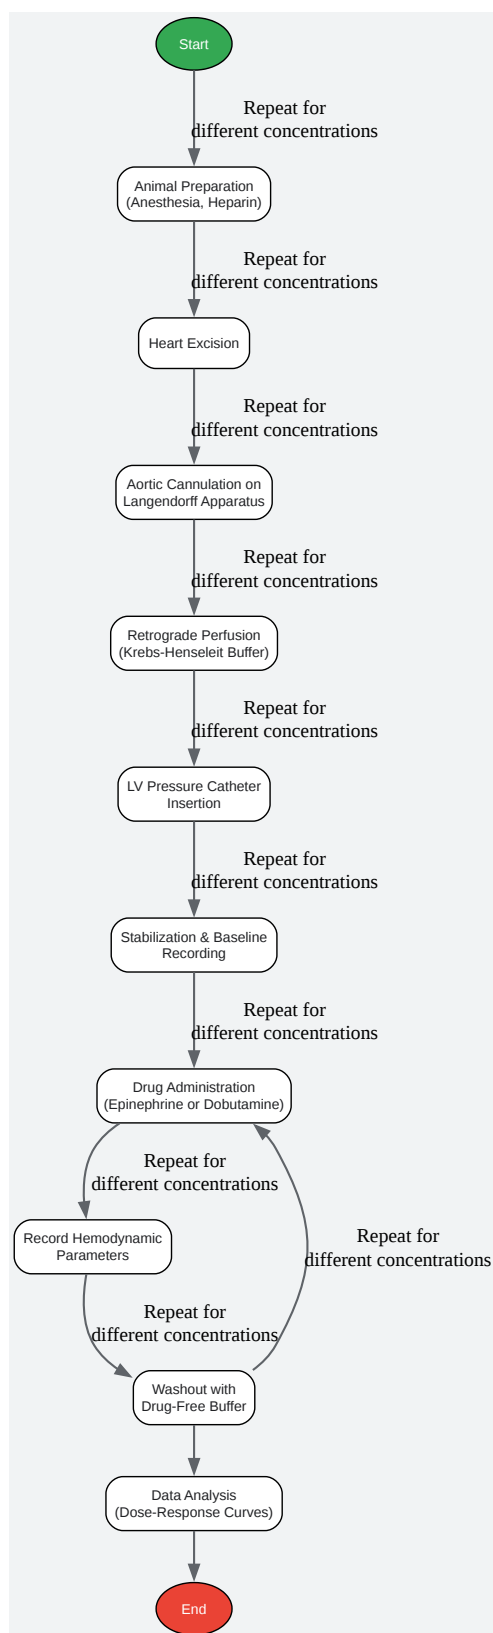 Start
Repeat for
different concentrations
Animal Preparation
(Anesthesia, Heparin)
Repeat for
different concentrations
Heart Excision
Repeat for
different concentrations
Aortic Cannulation on
Langendorff Apparatus
Repeat for
different concentrations
Retrograde Perfusion
(Krebs-Henseleit Buffer)
Repeat for
different concentrations
LV Pressure Catheter
Insertion
Repeat for
different concentrations
Stabilization & Baseline
Recording
Repeat for
different concentrations
Drug Administration
(Epinephrine or Dobutamine)
Repeat for
different concentrations
Record Hemodynamic
Parameters
Repeat for
different concentrations
Repeat for
different concentrations
Washout with
Drug-Free Buffer
Data Analysis
(Dose-Response Curves)
End